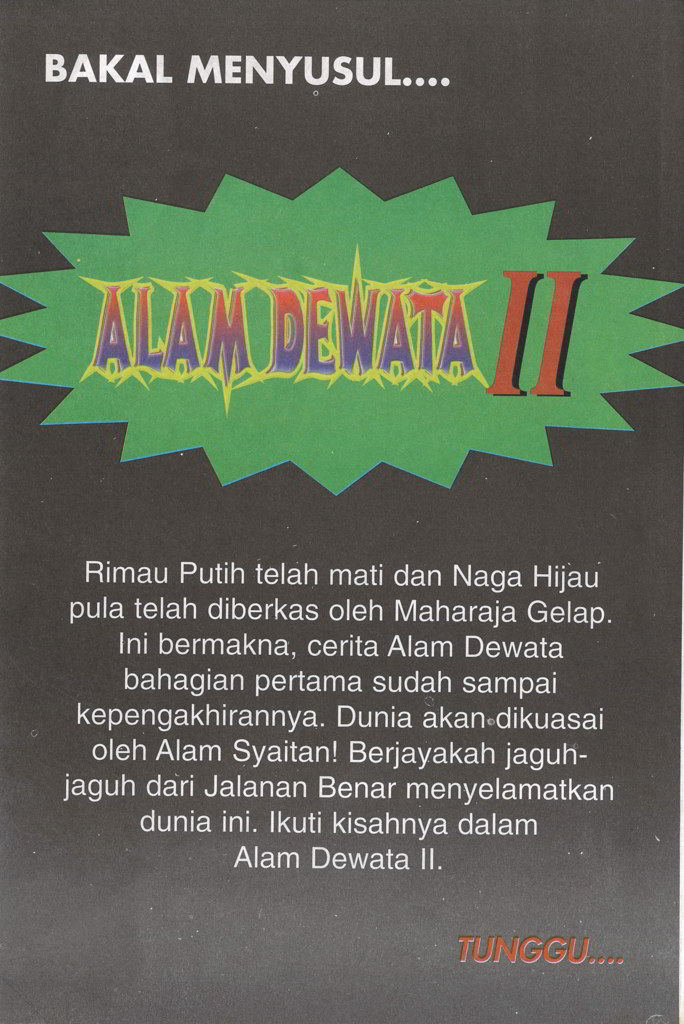 BAKAL MENYUSUL....
ALAM DEWATA II
Rimau Putih telah mati dan Naga Hijau
pula telah diberkas oleh Maharaja Gelap.
Ini bermakna, cerita Alam Dewata
bahagian pertama sudah sampai
kepengakhirannya. Dunia akan dikuasai
oleh Alam Syaitan! Berjayakah jaguh-
jaguh dari Jalanan Benar menyelamatkan
dunia ini. Ikuti kisahnya dalam
Alam Dewata II.
TUNGGU....